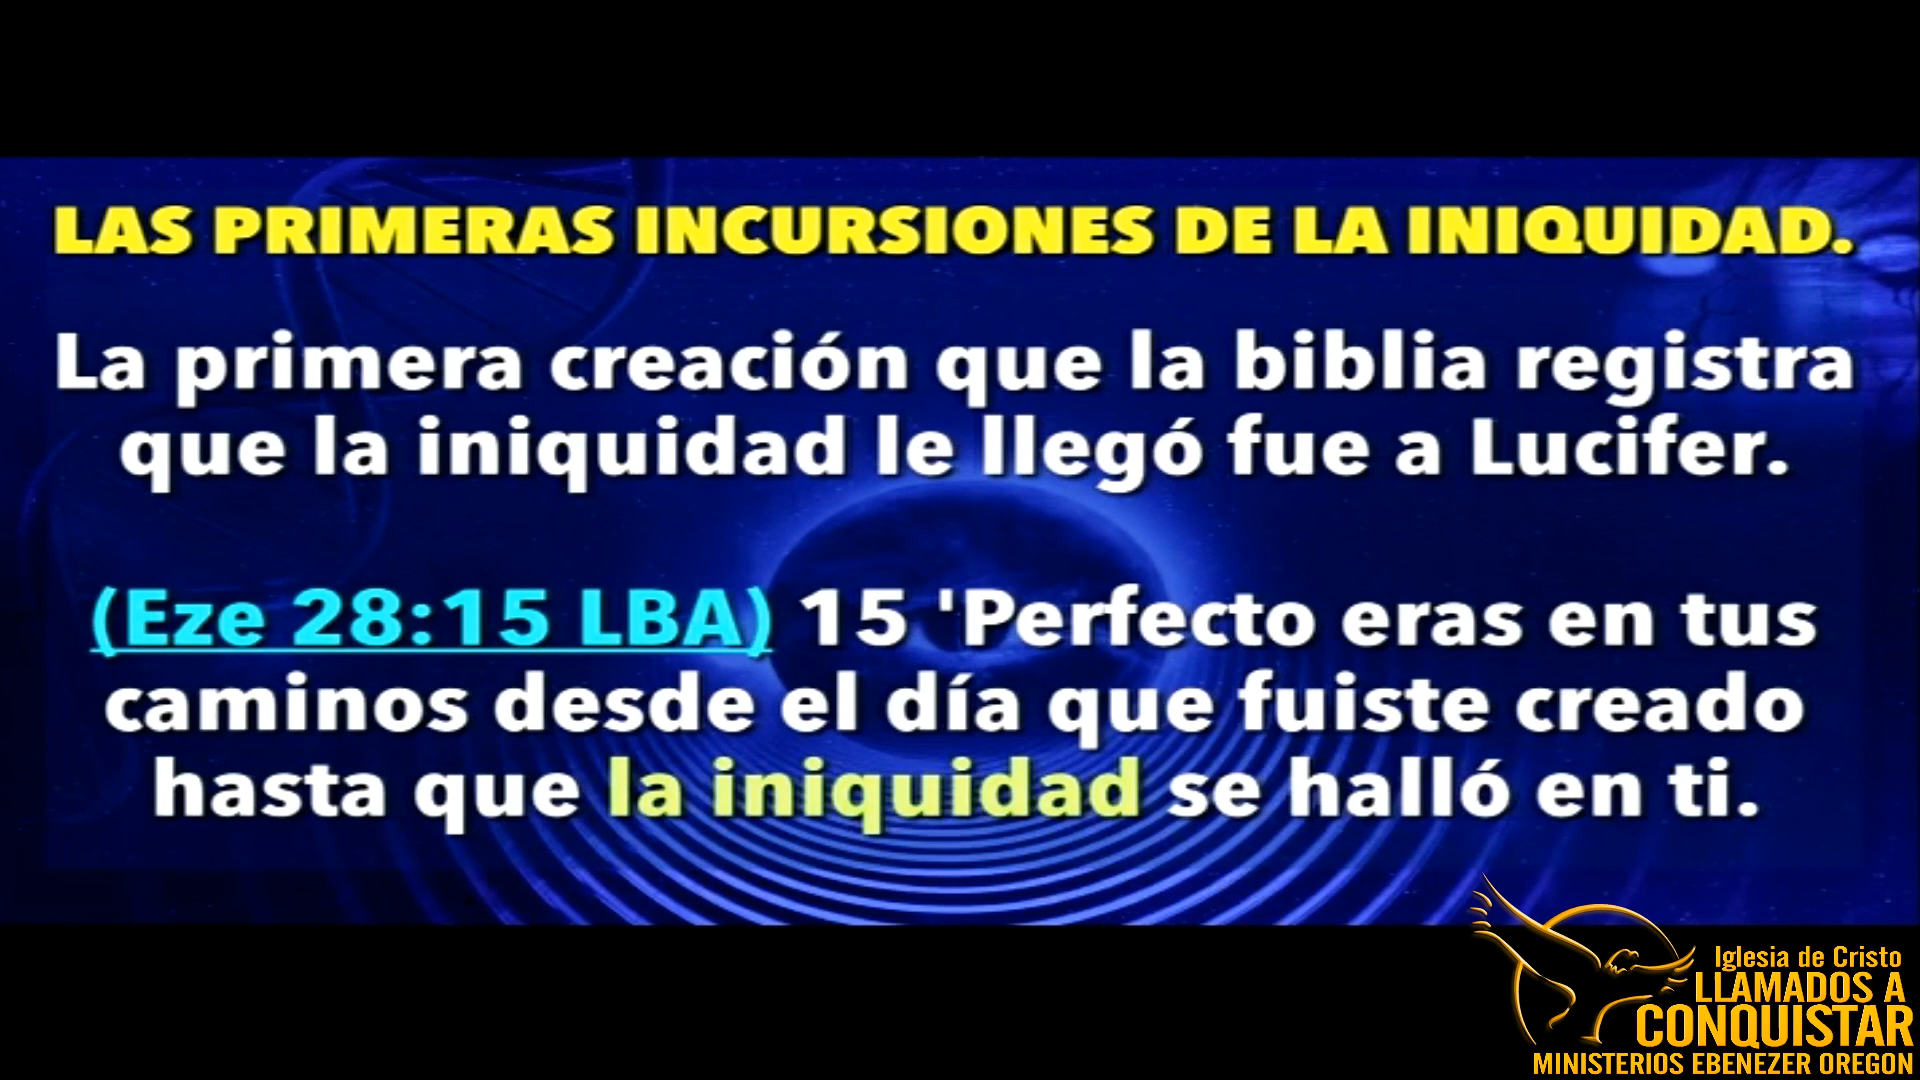 LAS PRIMERAS INCURSIONES DE LA INIQUIDAD.
La primera creación que la biblia registra
que la iniquidad le llegó fue a Lucifer.
(Eze 28:15 LBA) 15 'Perfecto eras en tus
caminos desde el día que fuiste creado
hasta que la iniquidad se halló en ti.
Iglesia de Cristo
LLAMADOS A
CONQUISTAR
MINISTERIOS EBENEZER OREGON